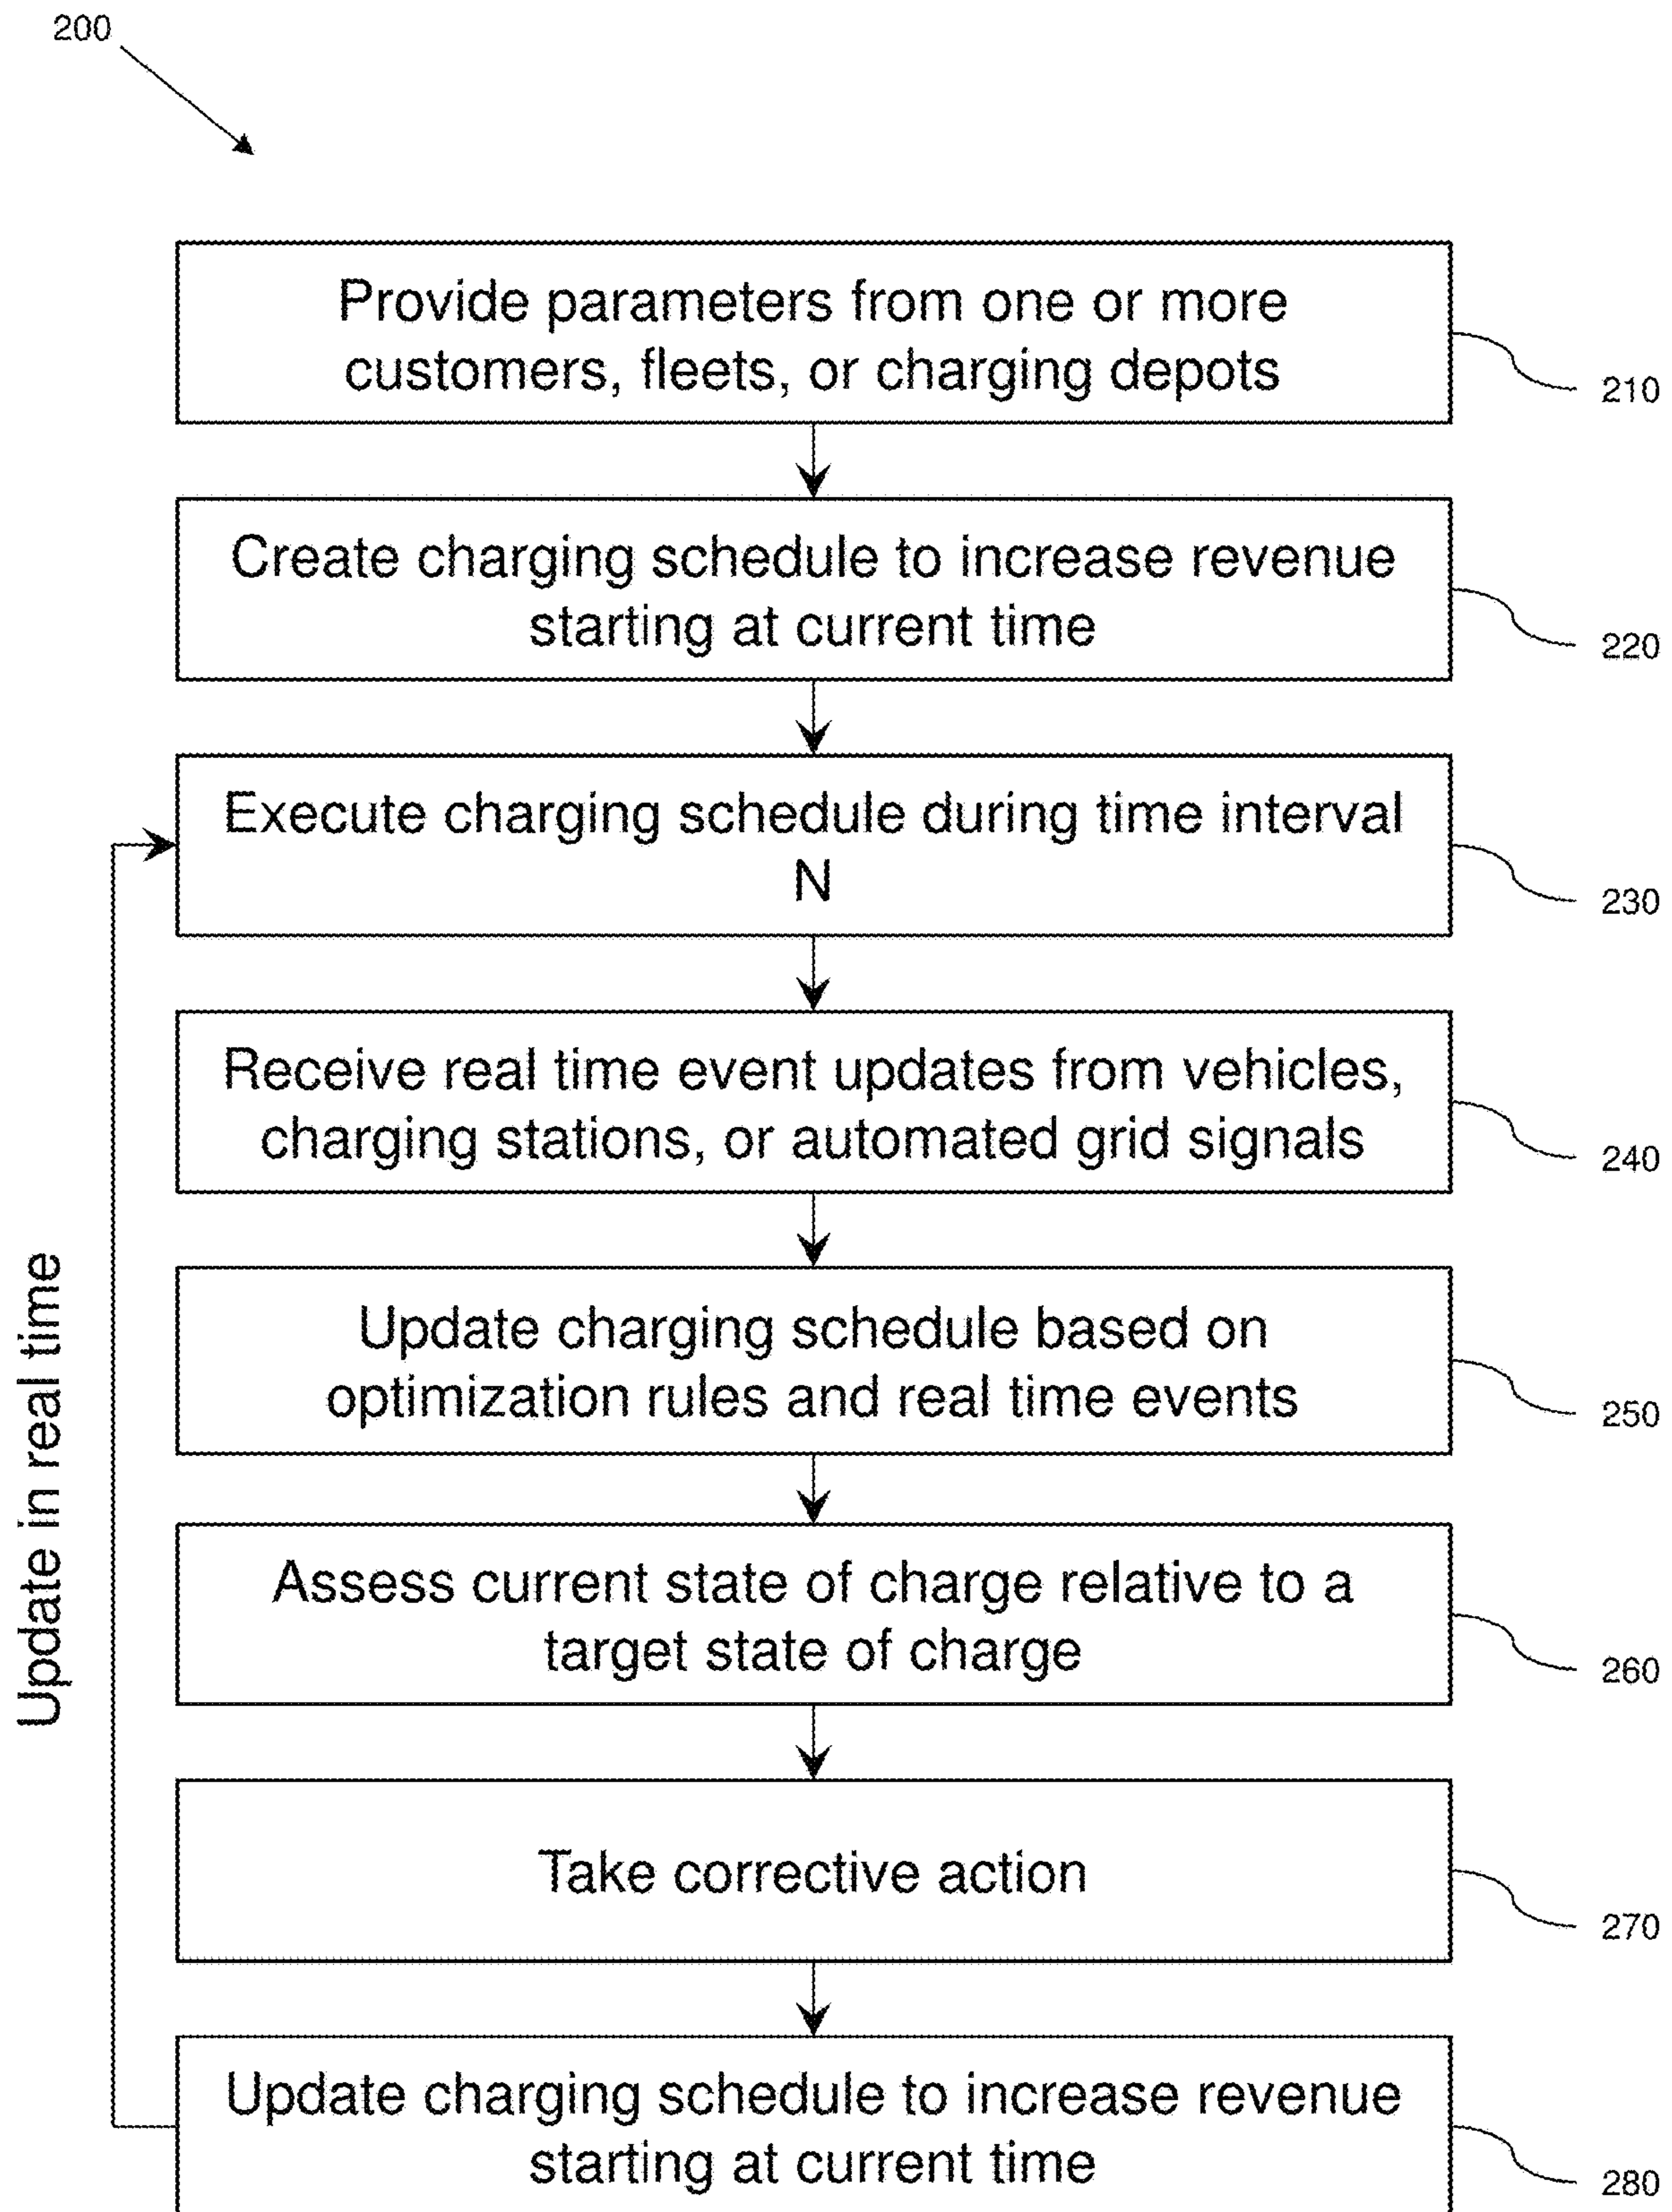 200
Provide parameters from one or more
customers, fleets, or charging depots
210
Create charging schedule to increase revenue
starting at current time
220
Execute charging schedule during time interval
N
230
Receive real time event updates from vehicles,
charging stations, or automated grid signals
240
Update charging schedule based on
optimization rules and real time events
250
Assess current state of charge relative to a
target state of charge
260
Take corrective action
270
Update charging schedule to increase revenue
starting at current time
280
Update in real time